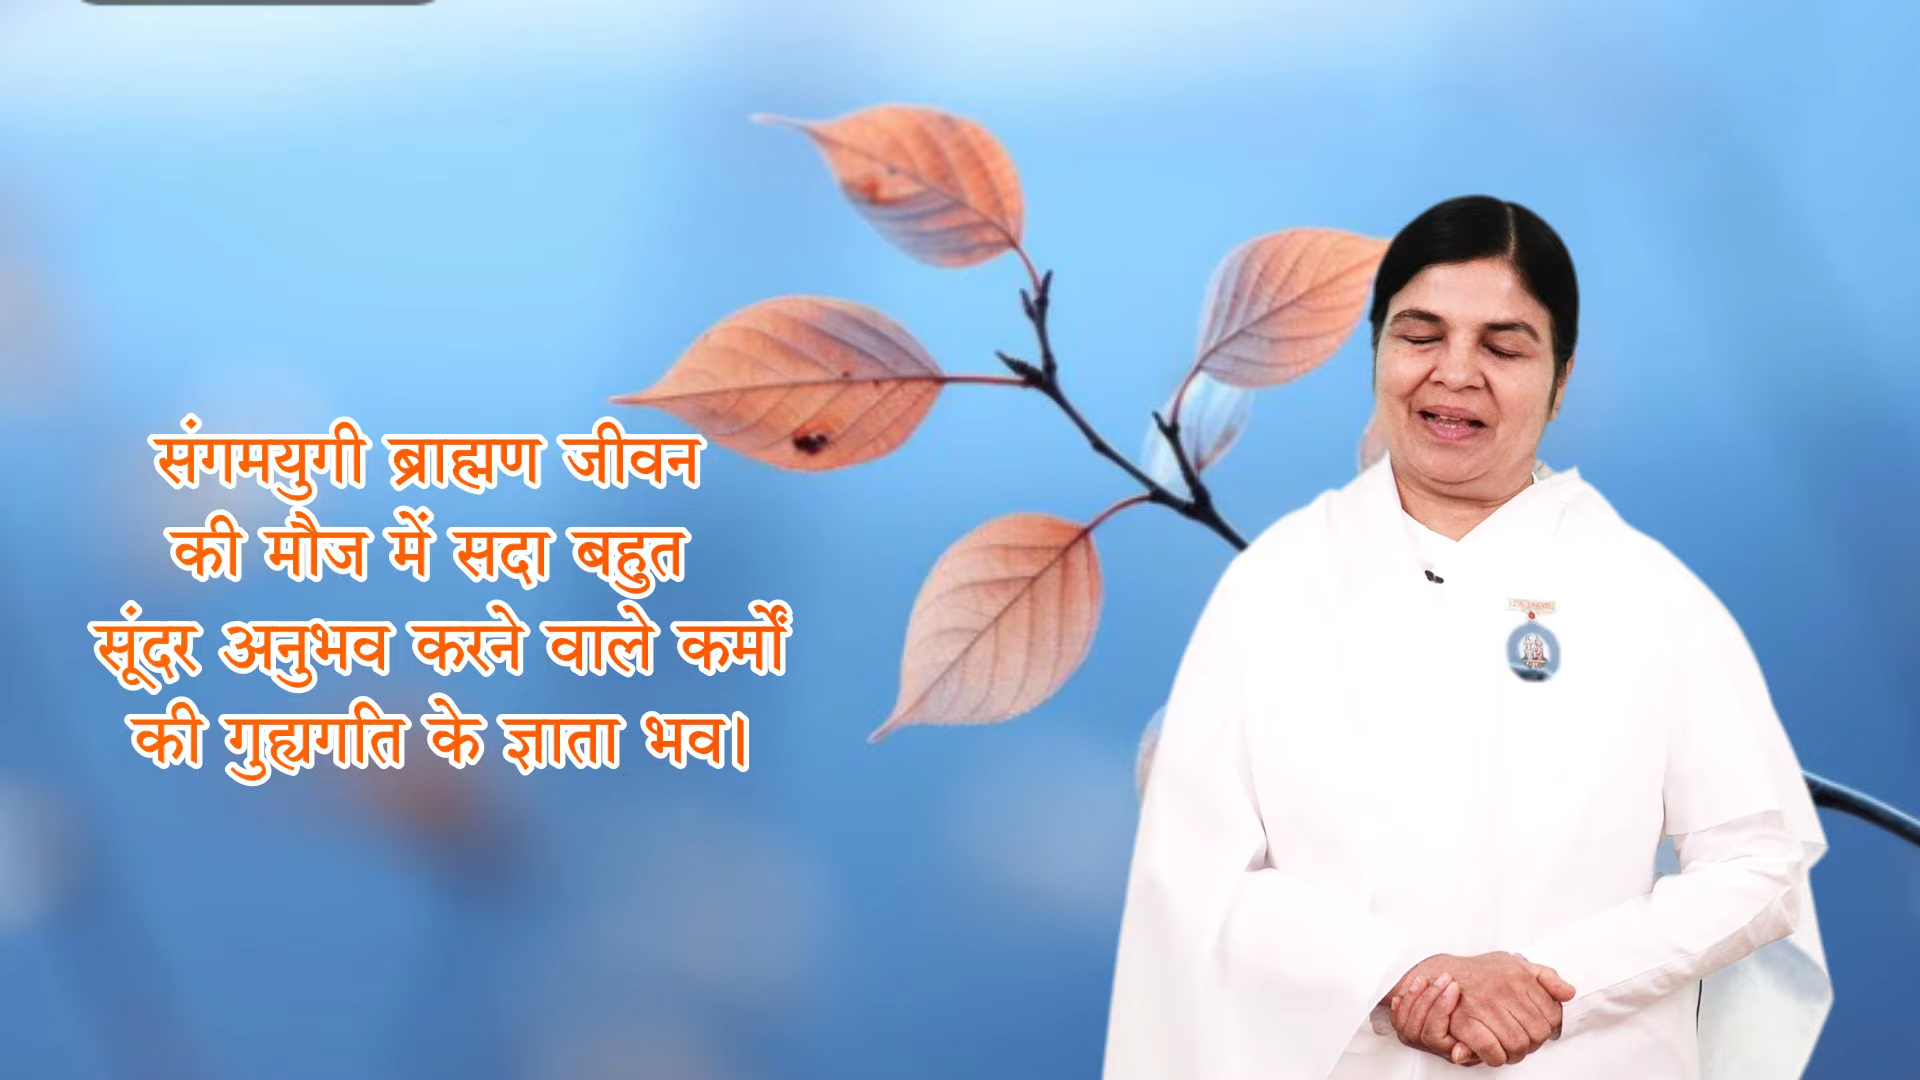 संगमयुगी ब्राह्मण जीवन
की मौज में सदा बहुत
सूंदर अनुभव करने वाले कर्मों
की गुह्यगति के ज्ञाता भव।